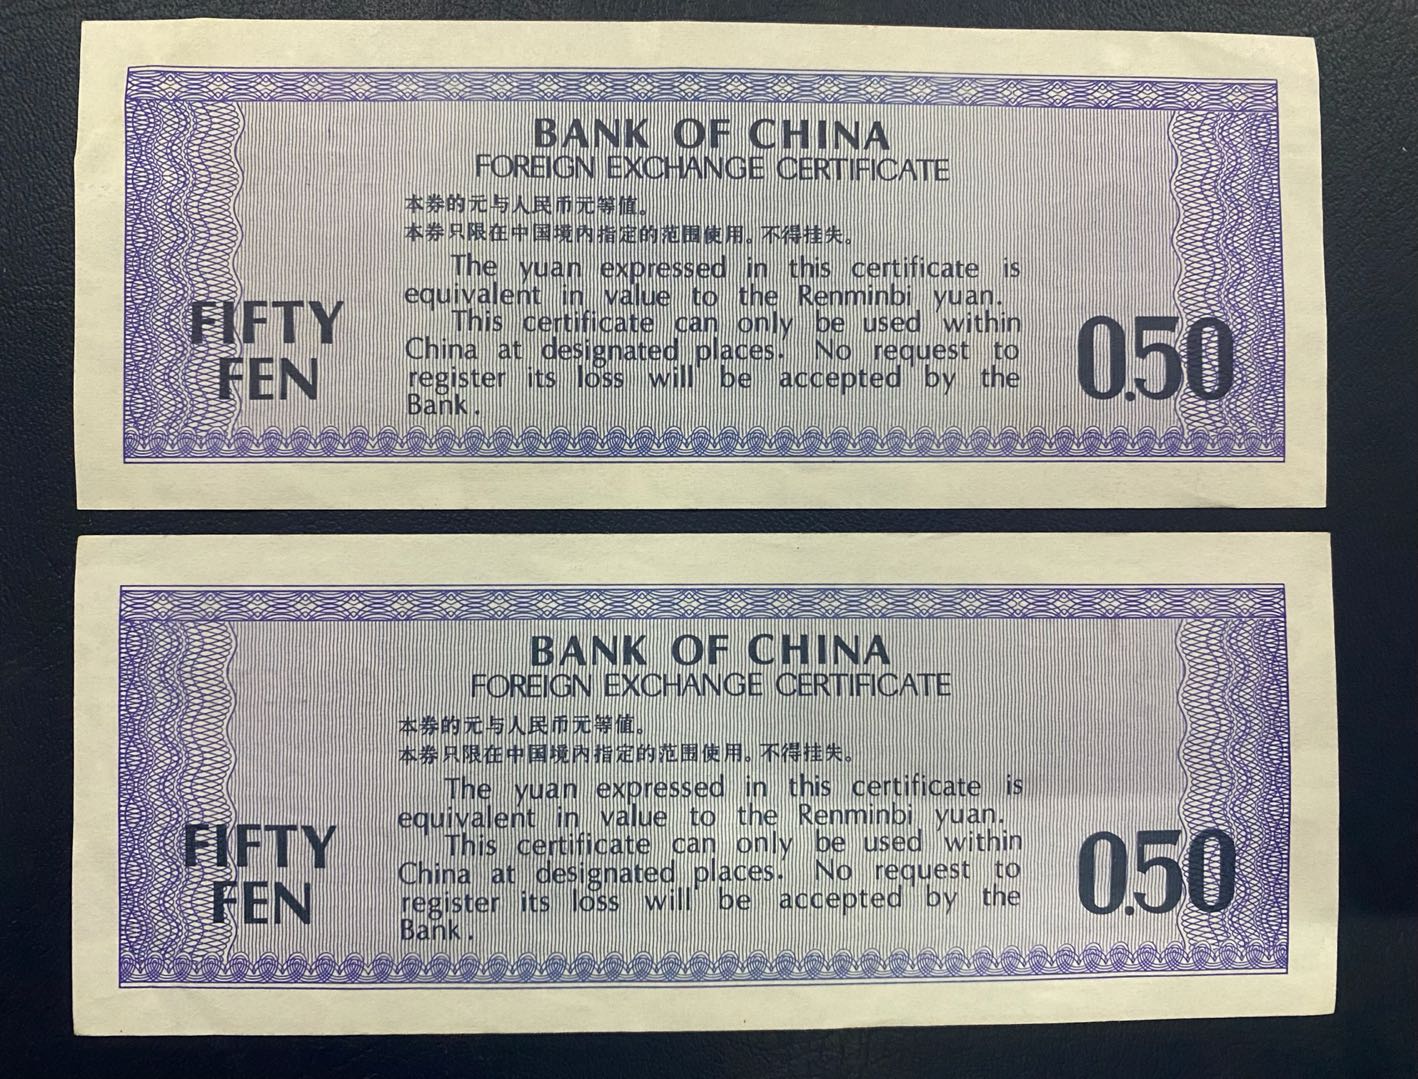 BANK OF CHINA
FOREIGN EXCHANGE CERTIFICATE
本券的元与人民币元等值。
本券只限在中国境内指定的范围使用。不得挂失。
The yuan expressed in this certificate is
equivalent in value to the Renminbi yuan.
This certificate can only be used within
China at designated places. No request to
register its loss will be accepted by the
Bank.
FIFTY
FEN
0.50
BANK OF CHINA
FOREIGN EXCHANGE CERTIFICATE
本券的元与人民币元等值。
本券只限在中国境内指定的范围使用。不得挂失。
The yuan expressed in this certificate is
equivalent in value to the Renminbi yuan.
This certificate can only be used within
China at designated places. No request to
register its loss will be accepted by the
Bank.
FIFTY
FEN
0.50